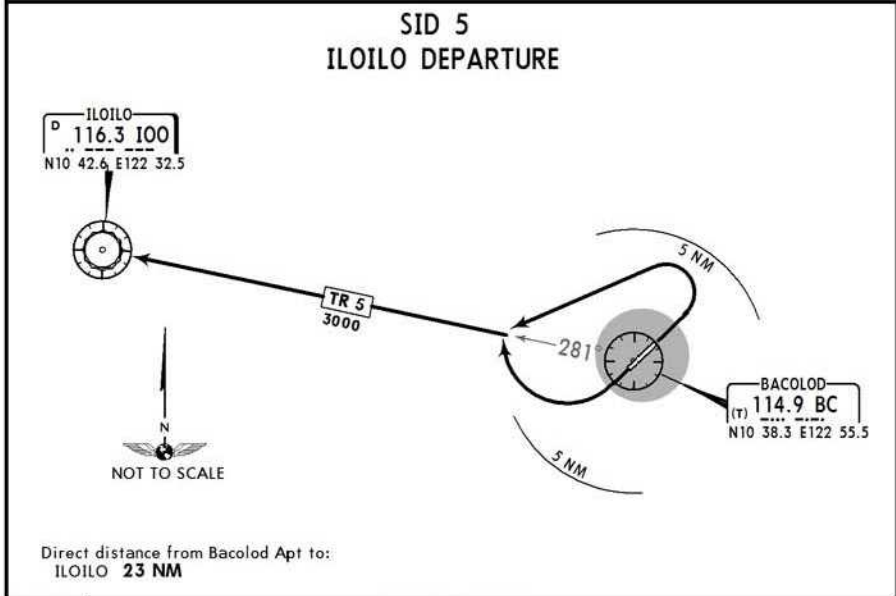 SID 5
ILOILO DEPARTURE
ILOILO
D 116.3 IOO
N10 42.6 E122 32.5
5 NM
TR 5
3000
281°
BACOLOD
(T) 114.9 BC
N10 38.3 E122 55.5
N
NOT TO SCALE
5 NM
Direct distance from Bacolod Apt to:
ILOILO 23 NM